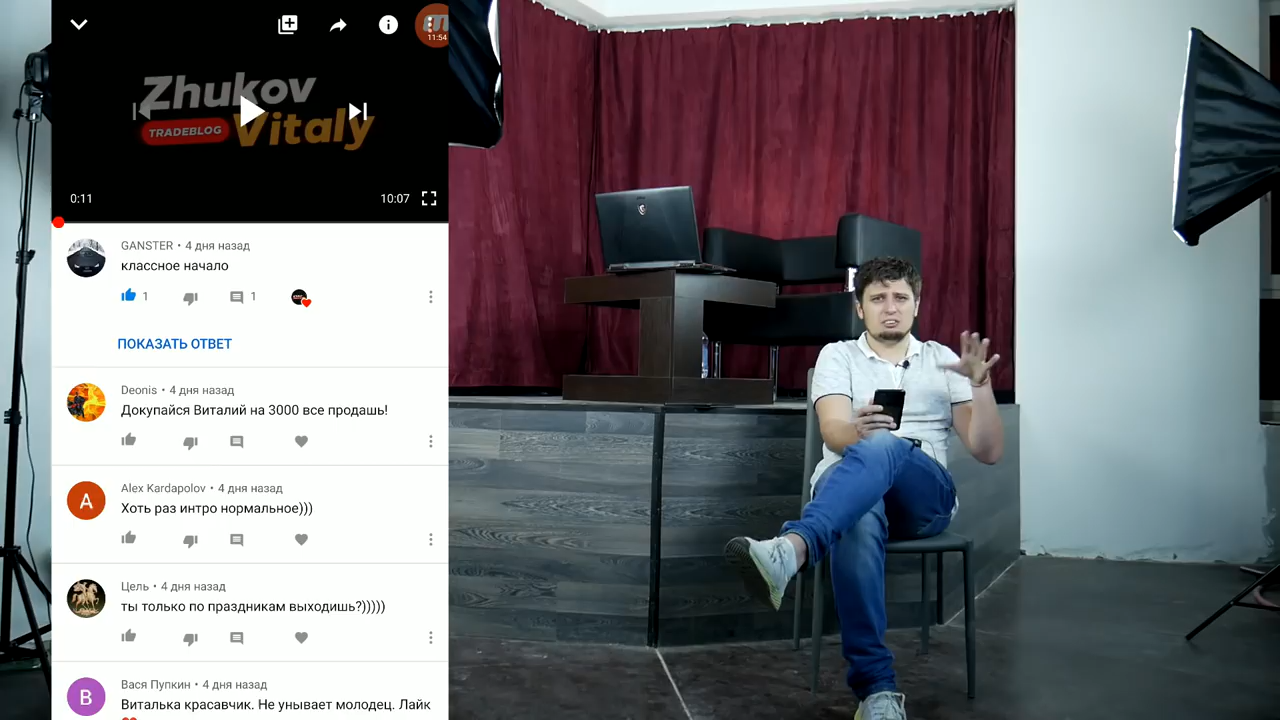 11:54
Zhukov
TRADEBLOG Vitaly
0:11
10:07
GANSTER • 4 дня назад
классное начало
1
1
ПОКАЗАТЬ ОТВЕТ
Deonis • 4 дня назад
Докупайся Виталий на 3000 все продашь!
A
Alex Kardapolov • 4 дня назад
Хоть раз интро нормальное)))
Цель • 4 дня назад
ты только по праздникам выходишь?)))))
В
Вася Пупкин • 4 дня назад
Виталька красавчик. Не унывает молодец. Лайк